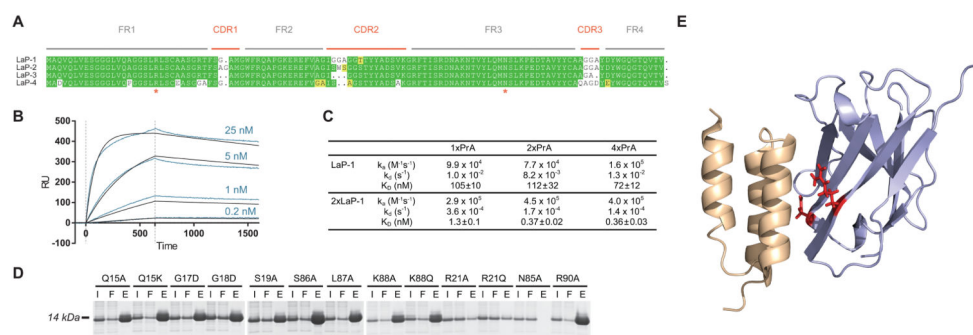 A
FR1 CDR1 FR2 CDR2 FR3 CDR3 FR4
LaP-1
LaP-2
LaP-3
LaP-4
* *
B
500
400
300
200
100
0
-100
RU
25 nM
5 nM
1 nM
0.2 nM
0 500 1000 1500
Time
C
1xPrA 2xPrA 4xPrA
LaP-1 kₐ (M⁻¹s⁻¹) 9.9 x 10⁴ 7.7 x 10⁴ 1.6 x 10⁵
k_d (s⁻¹) 1.0 x 10⁻² 8.2 x 10⁻³ 1.3 x 10⁻²
K_D (nM) 105±10 112±32 72±12
2xLaP-1 kₐ (M⁻¹s⁻¹) 2.9 x 10⁵ 4.5 x 10⁵ 4.0 x 10⁵
k_d (s⁻¹) 3.6 x 10⁻⁴ 1.7 x 10⁻⁴ 1.4 x 10⁻⁴
K_D (nM) 1.3±0.1 0.37±0.02 0.36±0.03
D
Q15A Q15K G17D G18D S19A S86A L87A K88A K88Q R21A R21Q N85A R90A
I F E I F E I F E I F E I F E I F E I F E I F E I F E I F E I F E I F E I F E
14 kDa
E